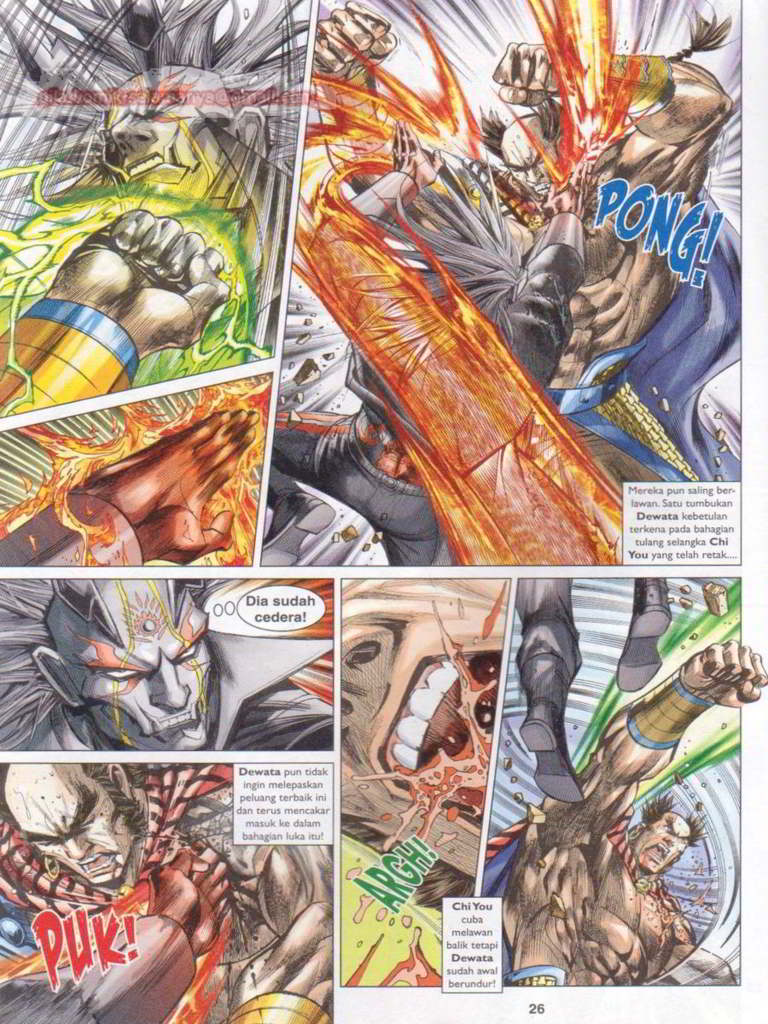 PONG!
Mereka pun saling ber-
lawan. Satu tumbukan
Dewata kebetulan
terkena pada bahagian
tulang selangka Chi
You yang telah retak....
Dia sudah
cedera!
Dewata pun tidak
ingin melepaskan
peluang terbaik ini
dan terus mencakar
masuk ke dalam
bahagian luka itu!
PUK!
ARGH!
Chi You
cuba
melawan
balik tetapi
Dewata
sudah awal
berundur!
26